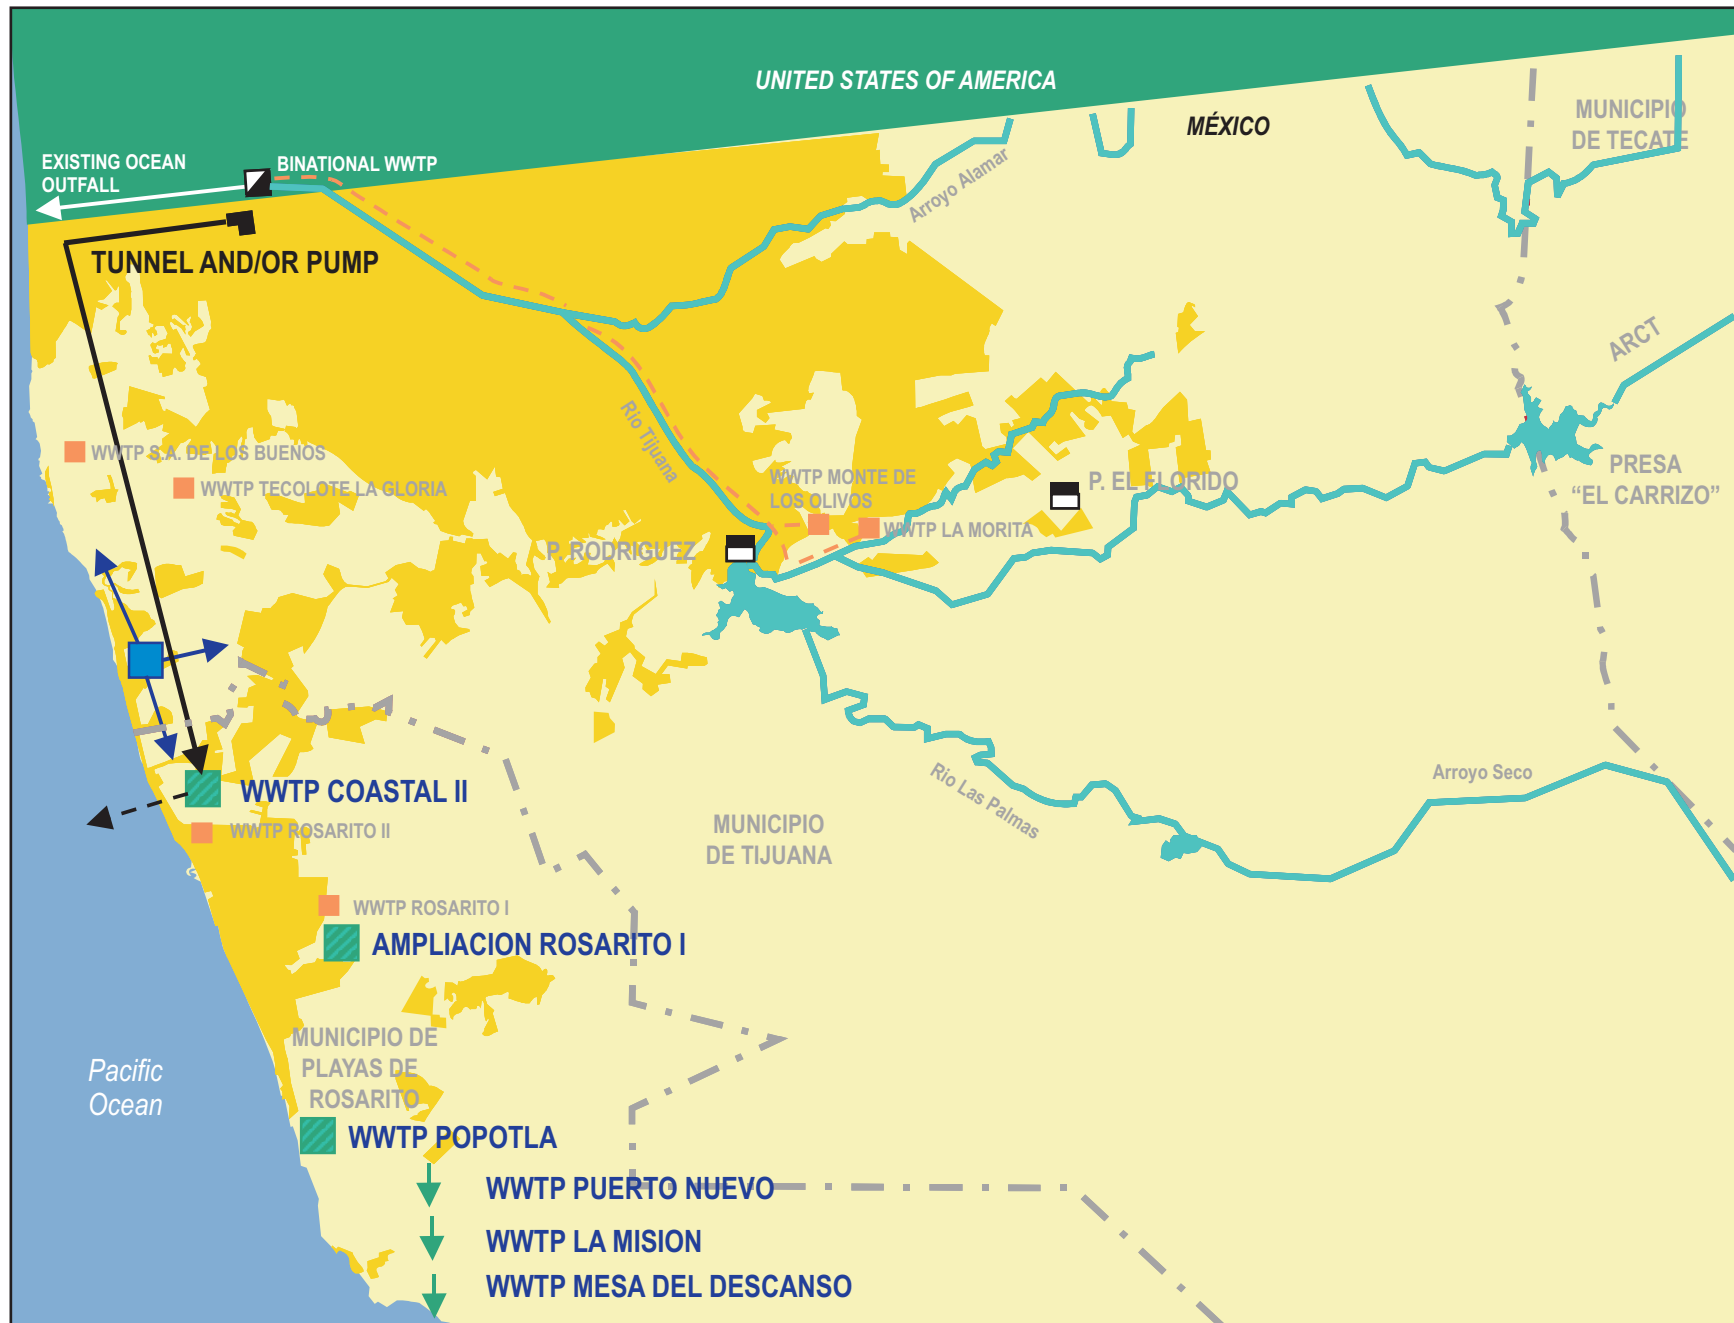 UNITED STATES OF AMERICA
MÉXICO
MUNICIPIO
DE TECATE
EXISTING OCEAN
OUTFALL
BINATIONAL WWTP
Arroyo Alamar
TUNNEL AND/OR PUMP
ARCT
Rio Tijuana
WWTP S.A. DE LOS BUENOS
WWTP TECOLOTE LA GLORIA
WWTP MONTE DE
LOS OLIVOS
P. EL FLORIDO
PRESA
“EL CARRIZO”
WWTP LA MORITA
P. RODRIGUEZ
WWTP COASTAL II
Rio Las Palmas
Arroyo Seco
WWTP ROSARITO II
MUNICIPIO
DE TIJUANA
WWTP ROSARITO I
AMPLIACION ROSARITO I
MUNICIPIO DE
PLAYAS DE
ROSARITO
Pacific
Ocean
WWTP POPOTLA
WWTP PUERTO NUEVO
WWTP LA MISION
WWTP MESA DEL DESCANSO